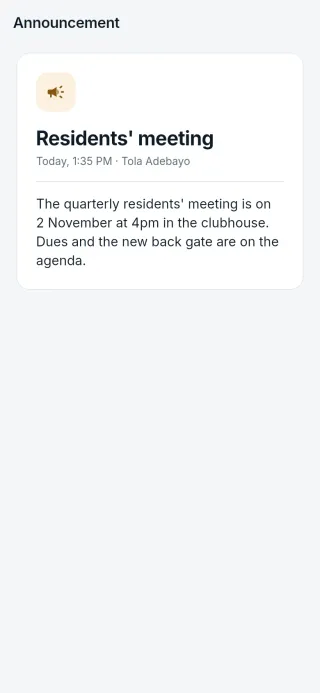 Announcement
Residents' meeting
Today, 1:35 PM · Tola Adebayo
The quarterly residents' meeting is on
2 November at 4pm in the clubhouse.
Dues and the new back gate are on the
agenda.